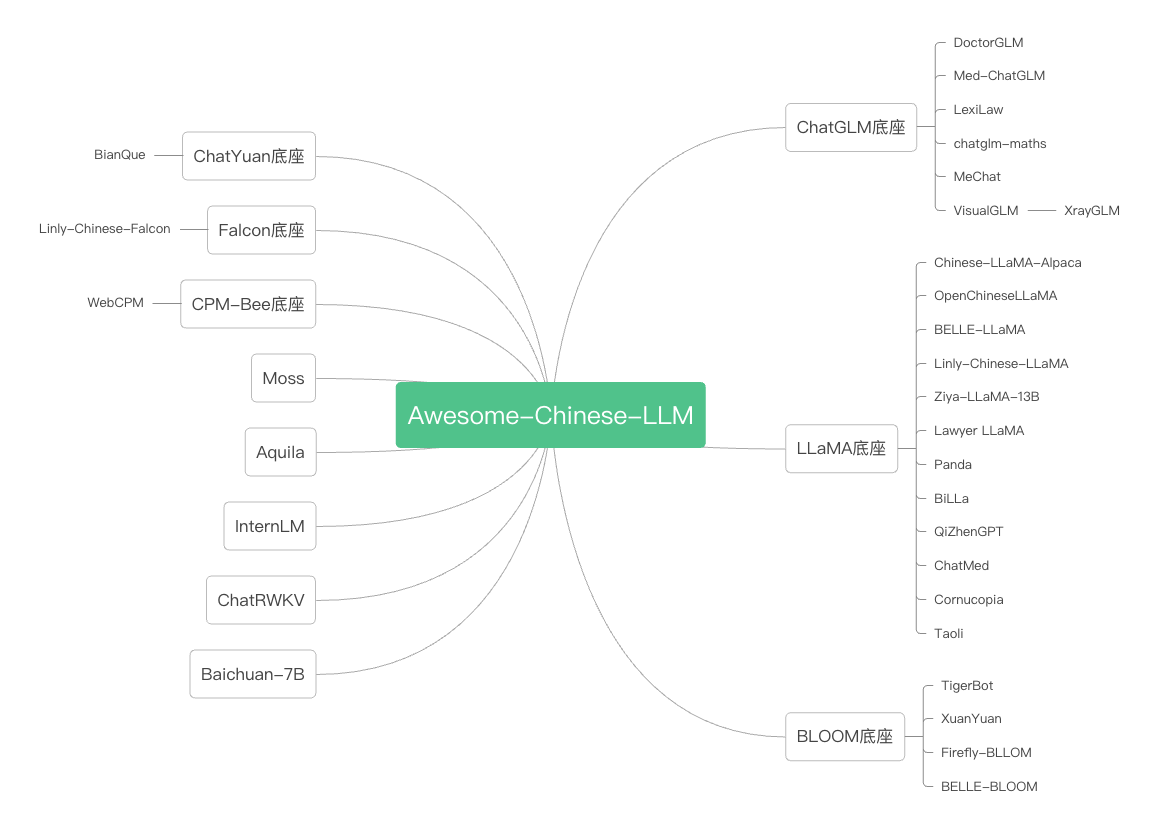 Awesome-Chinese-LLM
ChatGLM底座
DoctorGLM
Med-ChatGLM
LexiLaw
chatglm-maths
MeChat
VisualGLM
XrayGLM
LLaMA底座
Chinese-LLaMA-Alpaca
OpenChineseLLaMA
BELLE-LLaMA
Linly-Chinese-LLaMA
Ziya-LLaMA-13B
Lawyer LLaMA
Panda
BiLLa
QiZhenGPT
ChatMed
Cornucopia
Taoli
BLOOM底座
TigerBot
XuanYuan
Firefly-BLLOM
BELLE-BLOOM
ChatYuan底座
BianQue
Falcon底座
Linly-Chinese-Falcon
CPM-Bee底座
WebCPM
Moss
Aquila
InternLM
ChatRWKV
Baichuan-7B